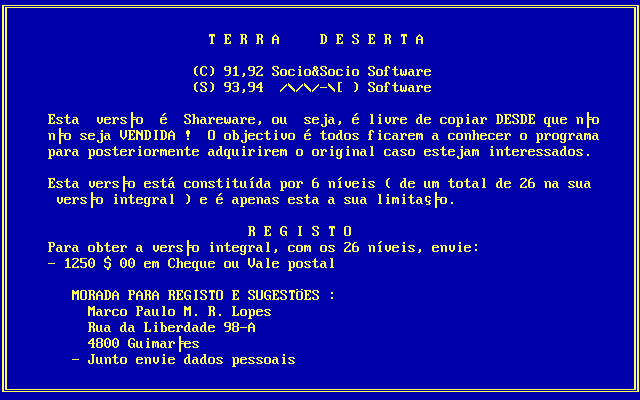 T E R R A    D E S E R T A
(C) 91,92 Socio&Socio Software
(S) 93,94  /\/\/-\[ ) Software
Esta  vers├o  é  Shareware, ou  seja, é livre de copiar DESDE que n├o
n├o seja VENDIDA !  O objectivo é todos ficarem a conhecer o programa
para posteriormente adquirirem o original caso estejam interessados.
Esta vers├o está constituída por 6 níveis ( de um total de 26 na sua
vers├o integral ) e é apenas esta a sua limitaç├o.
R E G I S T O
Para obter a vers├o integral, com os 26 níveis, envie:
- 1250 $ 00 em Cheque ou Vale postal
MORADA PARA REGISTO E SUGESTÖES :
Marco Paulo M. R. Lopes
Rua da Liberdade 98-A
4800 Guimar├es
- Junto envie dados pessoais